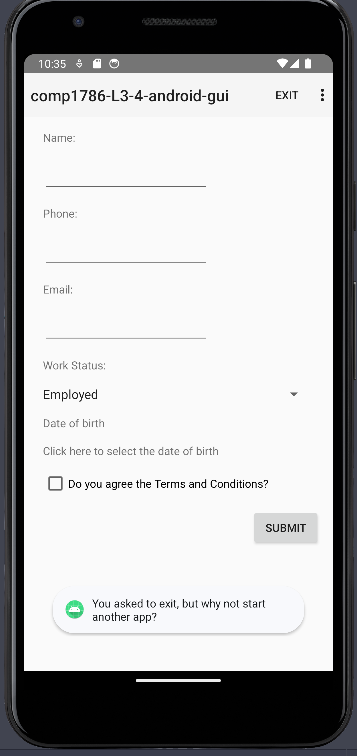 10:35
comp1786-L3-4-android-gui EXIT
Name:
Phone:
Email:
Work Status:
Employed
Date of birth
Click here to select the date of birth
Do you agree the Terms and Conditions?
SUBMIT
You asked to exit, but why not start
another app?